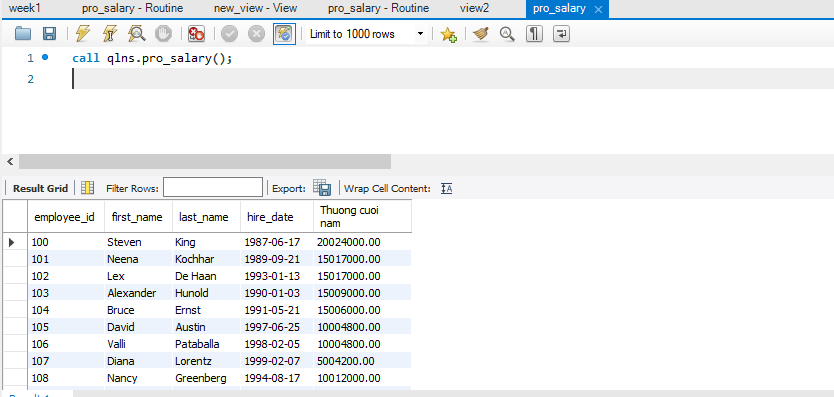 week1 pro_salary - Routine new_view - View pro_salary - Routine view2 pro_salary ×
Limit to 1000 rows
1 call qlns.pro_salary();
2
Result Grid Filter Rows: Export: Wrap Cell Content: IA
employee_id first_name last_name hire_date Thuong cuoi
nam
100 Steven King 1987-06-17 20024000.00
101 Neena Kochhar 1989-09-21 15017000.00
102 Lex De Haan 1993-01-13 15017000.00
103 Alexander Hunold 1990-01-03 15009000.00
104 Bruce Ernst 1991-05-21 15006000.00
105 David Austin 1997-06-25 10004800.00
106 Valli Pataballa 1998-02-05 10004800.00
107 Diana Lorentz 1999-02-07 5004200.00
108 Nancy Greenberg 1994-08-17 10012000.00